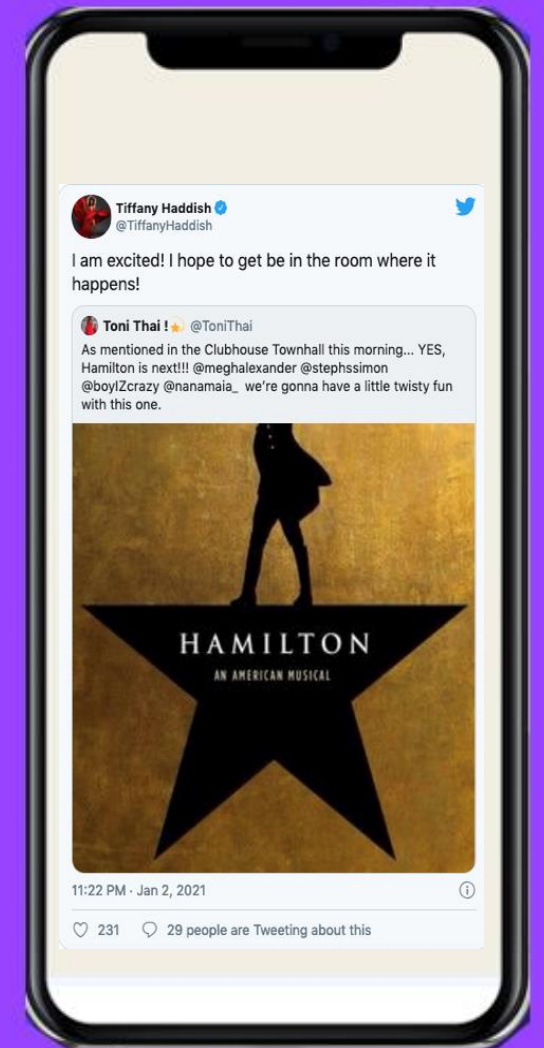 Tiffany Haddish
@TiffanyHaddish
I am excited! I hope to get be in the room where it
happens!
Toni Thai ! @ToniThai
As mentioned in the Clubhouse Townhall this morning... YES,
Hamilton is next!!! @meghalexander @stephssimon
@boyIZcrazy @nanamaia_ we're gonna have a little twisty fun
with this one.
HAMILTON
AN AMERICAN MUSICAL
11:22 PM · Jan 2, 2021
231 29 people are Tweeting about this